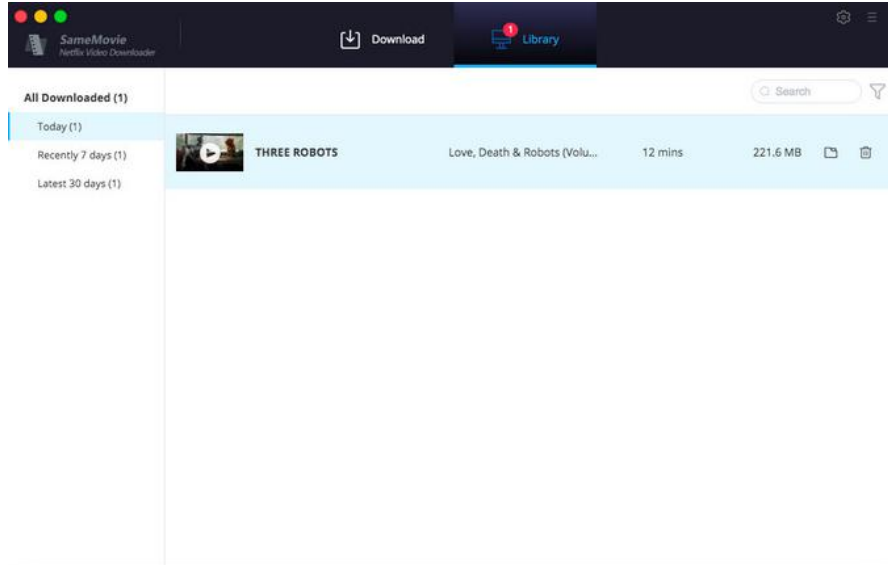 SameMovie
Netflix Video Downloader
Download
1
Library
Search
All Downloaded (1)
Today (1)
Recently 7 days (1)
Latest 30 days (1)
THREE ROBOTS
Love, Death & Robots (Volu...
12 mins
221.6 MB